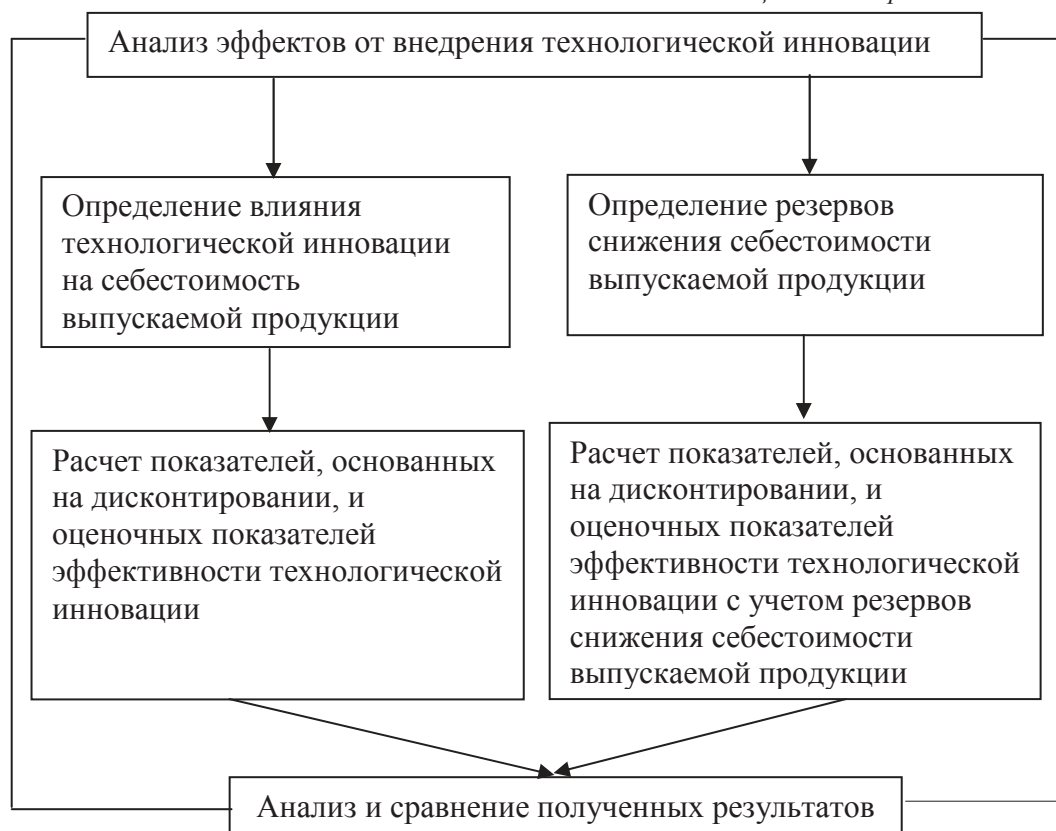 Анализ эффектов от внедрения технологической инновации
Определение влияния
технологической инновации
на себестоимость
выпускаемой продукции
Определение резервов
снижения себестоимости
выпускаемой продукции
Расчет показателей, основанных
на дисконтировании, и
оценочных показателей
эффективности технологической
инновации
Расчет показателей, основанных
на дисконтировании, и
оценочных показателей
эффективности технологической
инновации с учетом резервов
снижения себестоимости
выпускаемой продукции
Анализ и сравнение полученных результатов